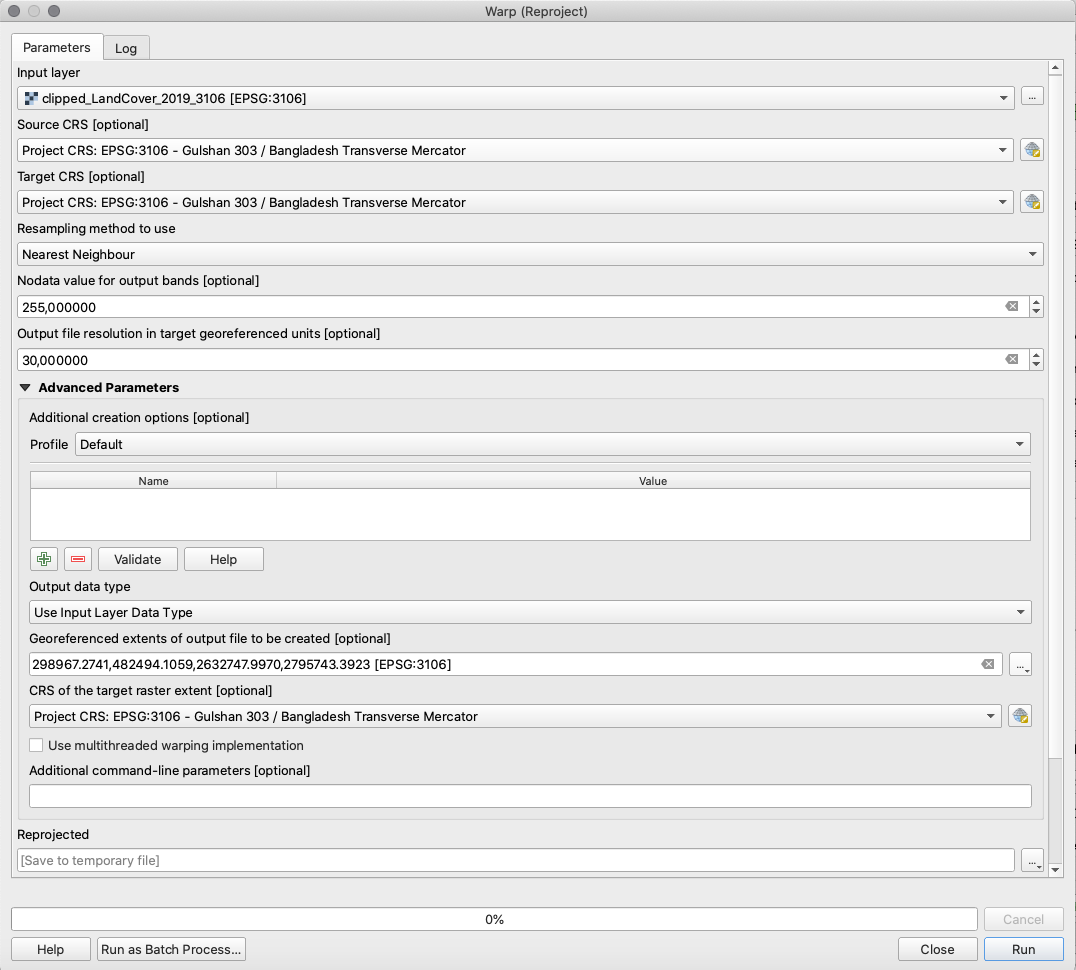 Warp (Reproject)
Parameters
Log
Input layer
clipped_LandCover_2019_3106 [EPSG:3106]
...
Source CRS [optional]
Project CRS: EPSG:3106 - Gulshan 303 / Bangladesh Transverse Mercator
Target CRS [optional]
Project CRS: EPSG:3106 - Gulshan 303 / Bangladesh Transverse Mercator
Resampling method to use
Nearest Neighbour
Nodata value for output bands [optional]
255,000000
Output file resolution in target georeferenced units [optional]
30,000000
Advanced Parameters
Additional creation options [optional]
Profile Default
Name Value
Validate Help
Output data type
Use Input Layer Data Type
Georeferenced extents of output file to be created [optional]
298967.2741,482494.1059,2632747.9970,2795743.3923 [EPSG:3106]
...
CRS of the target raster extent [optional]
Project CRS: EPSG:3106 - Gulshan 303 / Bangladesh Transverse Mercator
Use multithreaded warping implementation
Additional command-line parameters [optional]
Reprojected
[Save to temporary file]
...
0%
Cancel
Help Run as Batch Process... Close Run